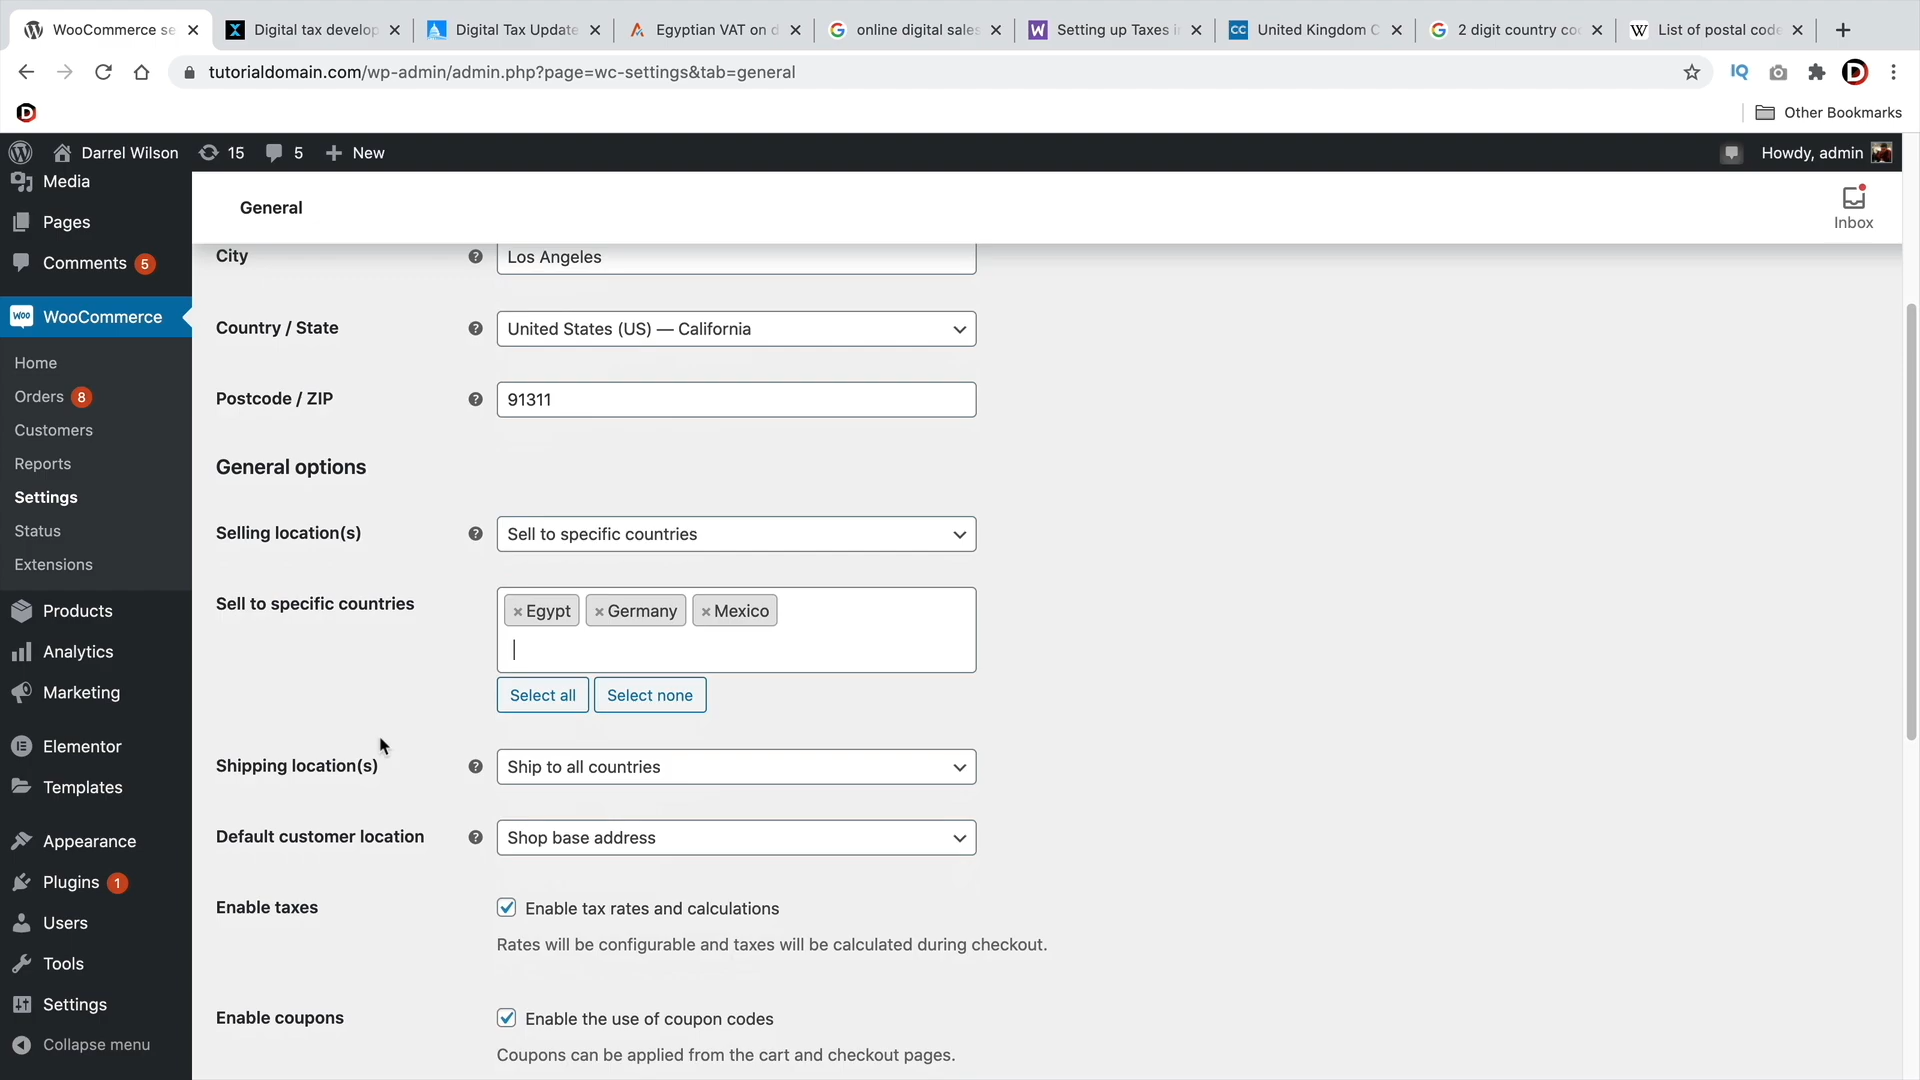 WooCommerce se
Digital tax develop
Digital Tax Update
Egyptian VAT on d
online digital sales
Setting up Taxes i
United Kingdom C
2 digit country co
List of postal code
tutorialdomain.com/wp-admin/admin.php?page=wc-settings&tab=general
IQ
Other Bookmarks
Darrel Wilson
15
5
New
Howdy, admin
Media
Pages
Comments 5
WooCommerce
Home
Orders 8
Customers
Reports
Settings
Status
Extensions
Products
Analytics
Marketing
Elementor
Templates
Appearance
Plugins 1
Users
Tools
Settings
Collapse menu
General
Inbox
City
Los Angeles
Country / State
United States (US) — California
Postcode / ZIP
91311
General options
Selling location(s)
Sell to specific countries
Sell to specific countries
× Egypt × Germany × Mexico
Select all Select none
Shipping location(s)
Ship to all countries
Default customer location
Shop base address
Enable taxes
Enable tax rates and calculations
Rates will be configurable and taxes will be calculated during checkout.
Enable coupons
Enable the use of coupon codes
Coupons can be applied from the cart and checkout pages.